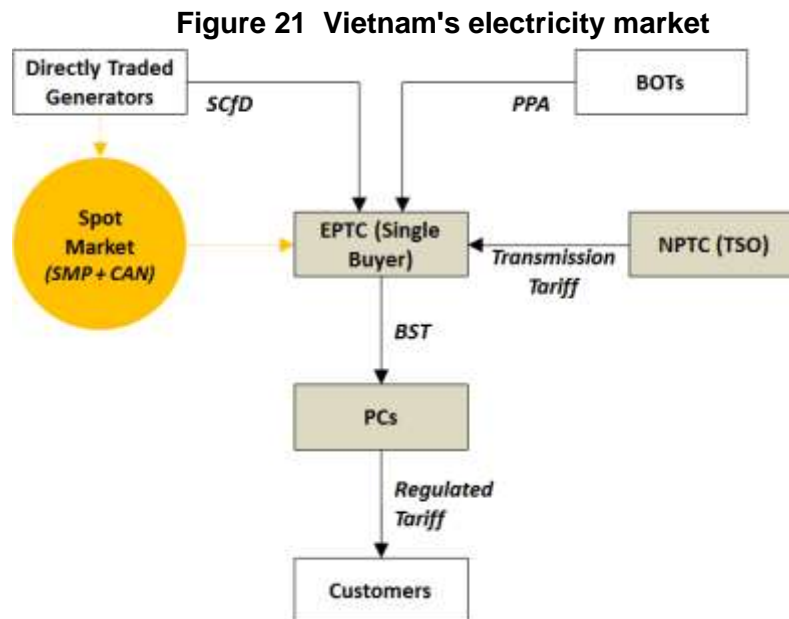 Figure 21 Vietnam's electricity market
Directly Traded
Generators
BOTs
SCfD
PPA
Spot
Market
(SMP + CAN)
EPTC (Single
Buyer)
NPTC (TSO)
Transmission
Tariff
BST
PCs
Regulated
Tariff
Customers